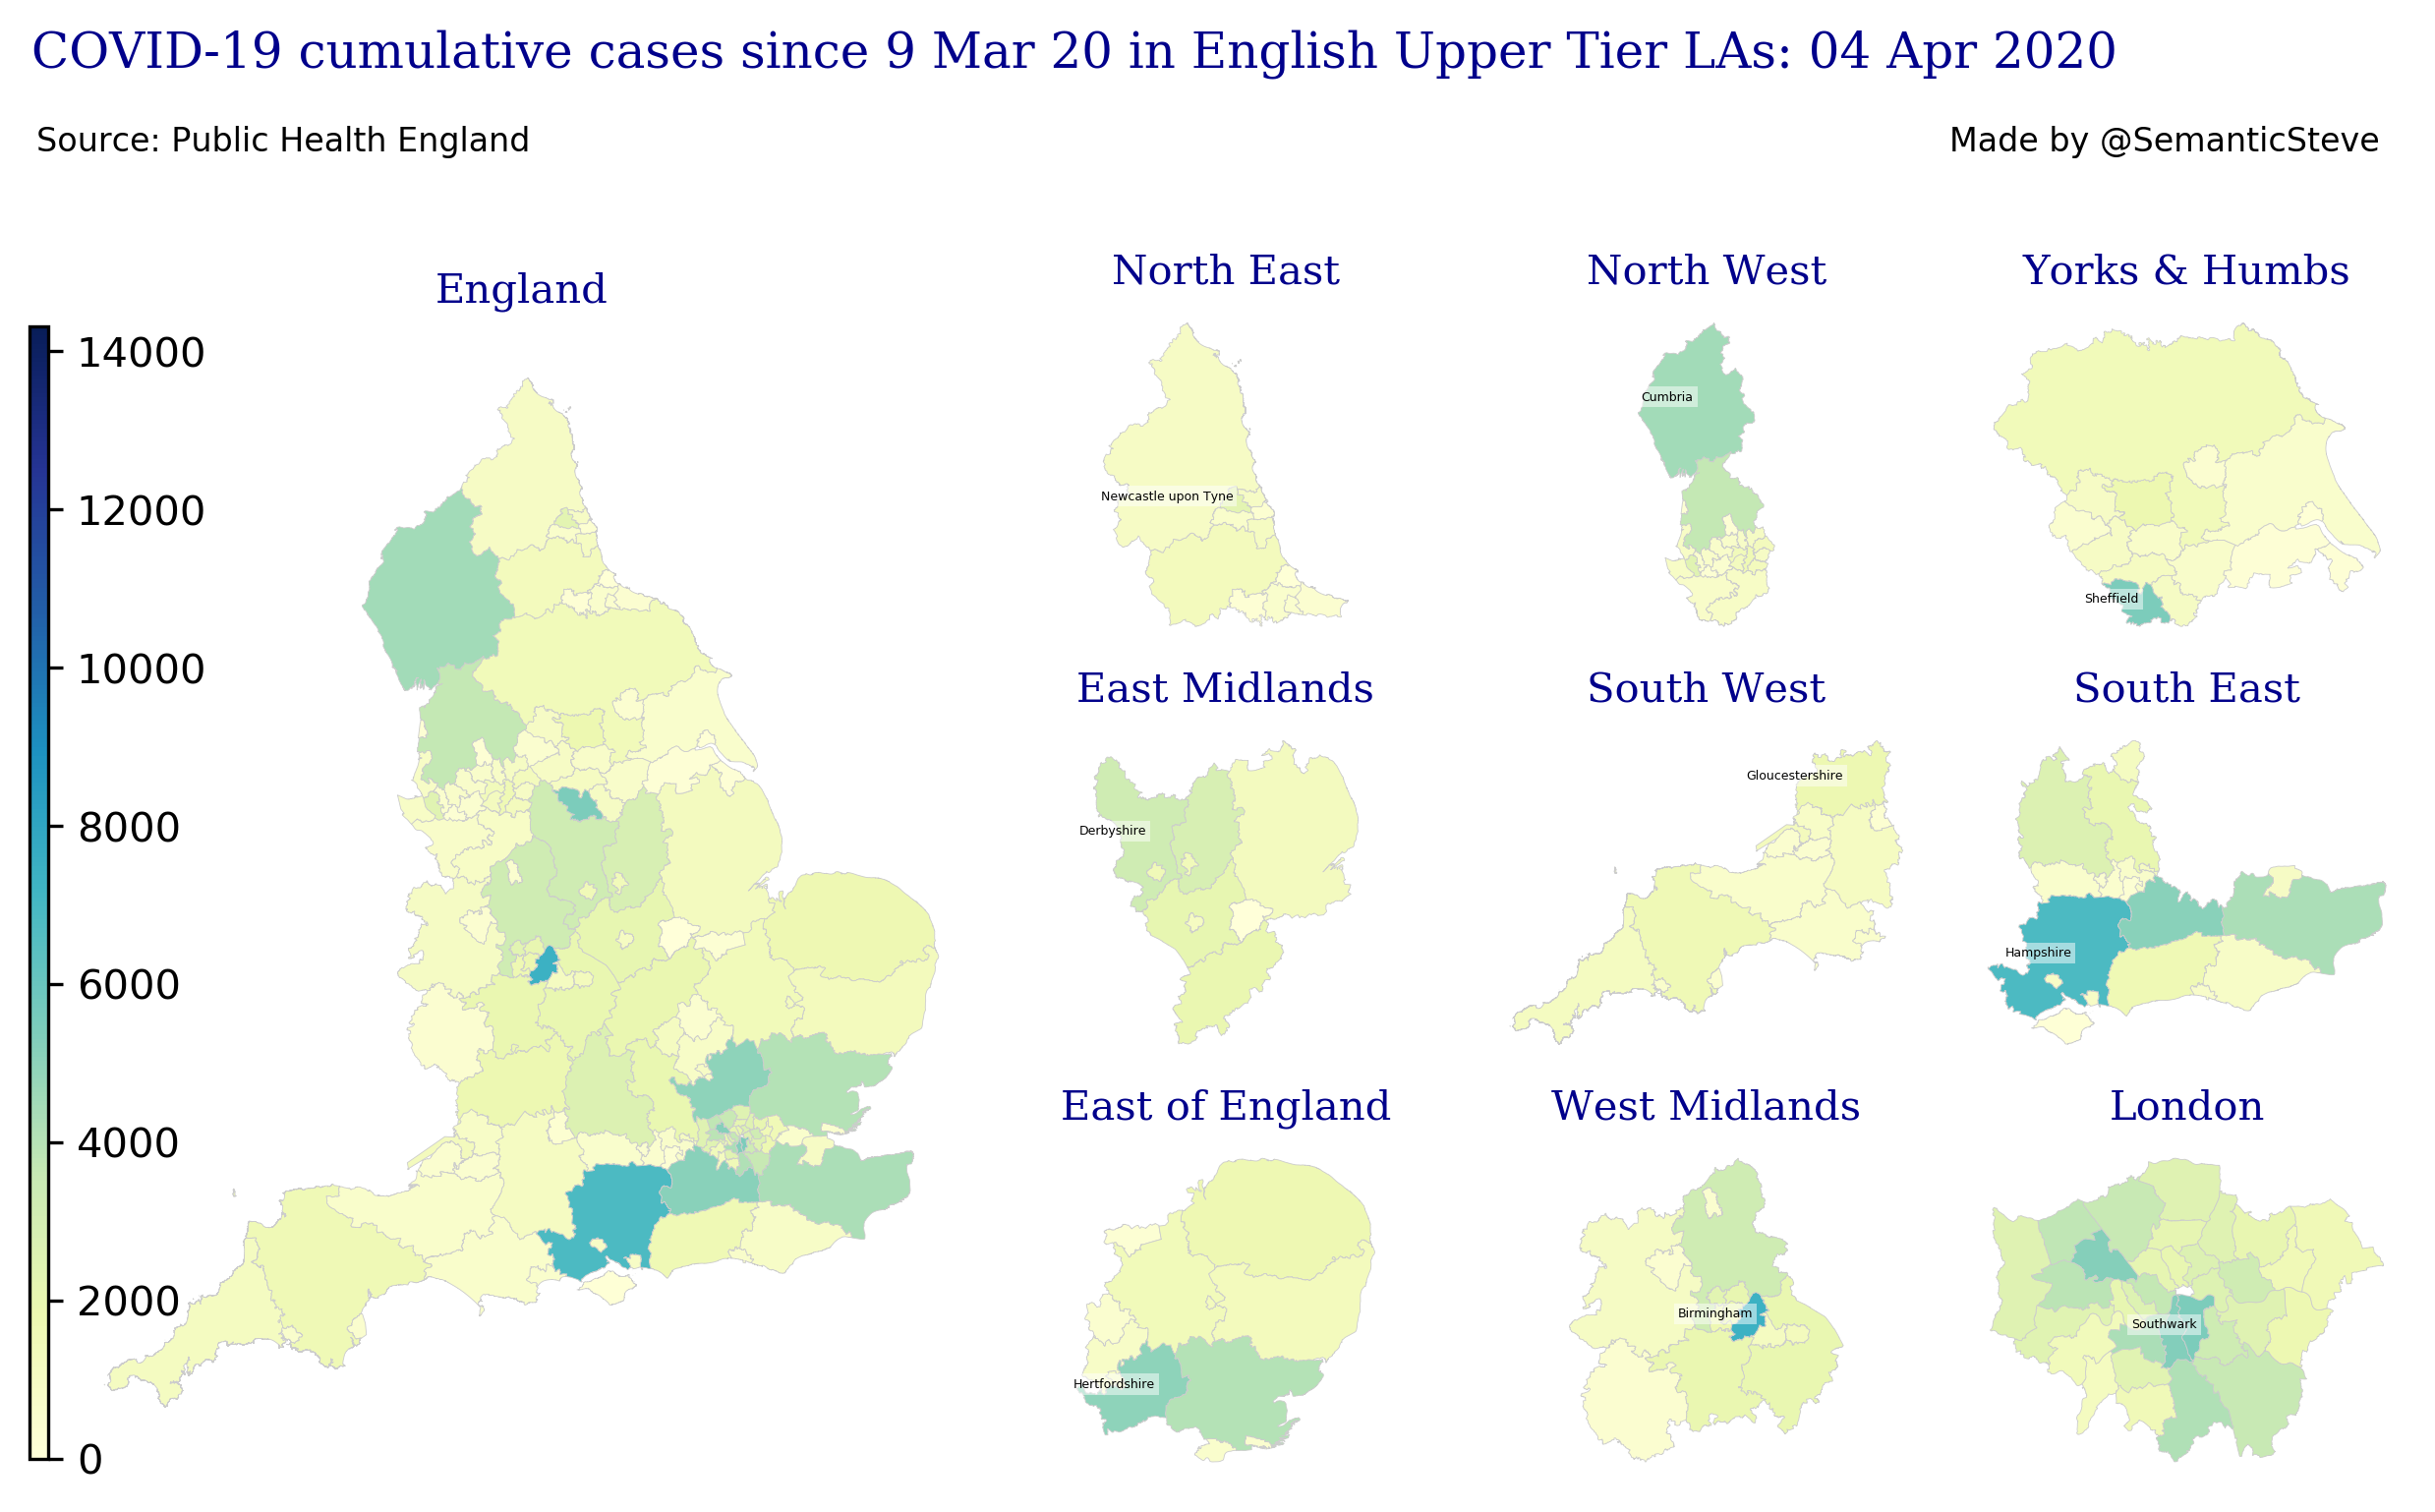 COVID-19 cumulative cases since 9 Mar 20 in English Upper Tier LAs: 04 Apr 2020
Source: Public Health England
Made by @SemanticSteve
England
14000
12000
10000
8000
6000
4000
2000
0
North East
Newcastle upon Tyne
North West
Cumbria
Yorks & Humbs
Sheffield
East Midlands
Derbyshire
South West
Gloucestershire
South East
Hampshire
East of England
Hertfordshire
West Midlands
Birmingham
London
Southwark